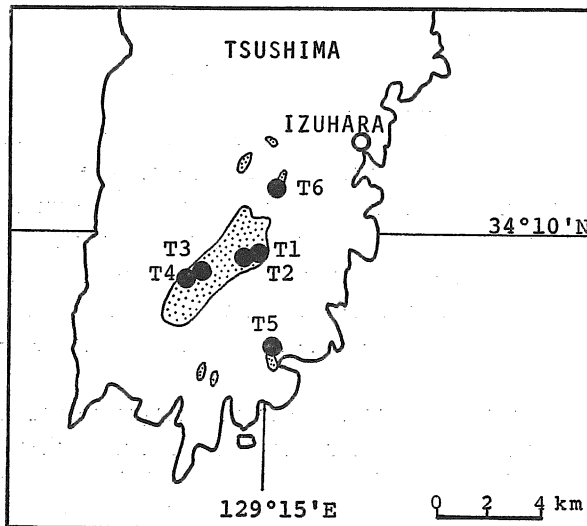 TSUSHIMA
IZUHARA
T6
34°10'N
T3
T1
T4
T2
T5
129°15'E
0 2 4 km